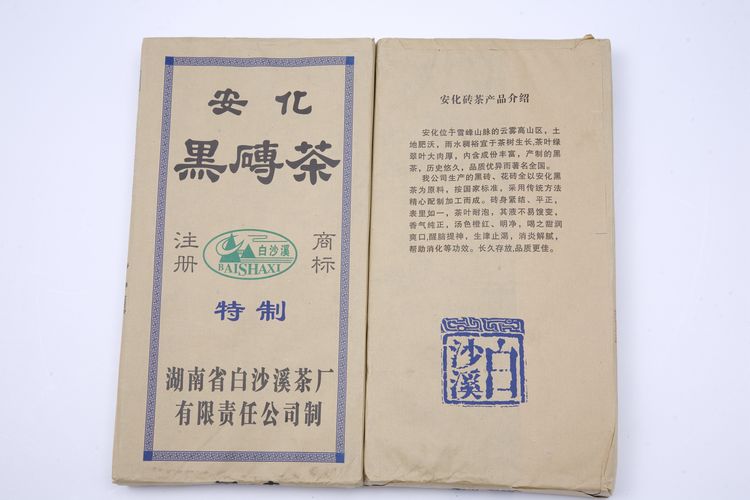 安化
黑磚茶
注册
商标
白沙溪
BAISHAXI
特制
湖南省白沙溪茶厂
有限责任公司制
安化砖茶产品介绍
安化位于雪峰山脉的云雾高山区，土
地肥沃，雨水稠裕宜于茶树生长，茶叶绿
翠叶大肉厚，内含成份丰富，产制的黑
茶，历史悠久，品质优异而著名全国。
我公司生产的黑砖、花砖全以安化黑
茶为原料，按国家标准，采用传统方法
精心配制加工而成。砖身紧结、平正，
表里如一，茶叶耐泡，其液不易馊变，
香气纯正，汤色橙红、明净，喝之甜润
爽口，醒脑提神，生津止渴，消炎解腻，
帮助消化等功效。长久存放，品质更佳。
白沙溪